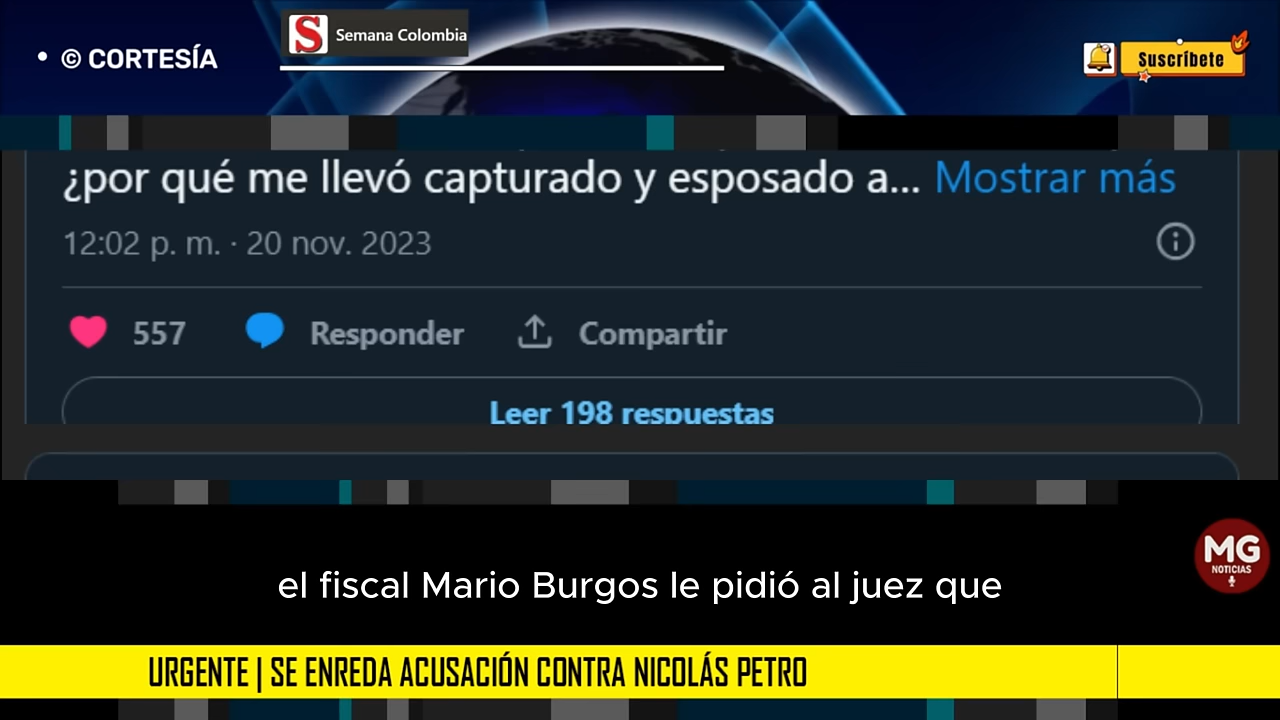 • © CORTESÍA
Semana Colombia
Suscríbete
¿por qué me llevó capturado y esposado a... Mostrar más
12:02 p. m. · 20 nov. 2023
557 Responder Compartir
Leer 198 respuestas
MG
NOTICIAS
el fiscal Mario Burgos le pidió al juez que
URGENTE | SE ENREDA ACUSACIÓN CONTRA NICOLÁS PETRO